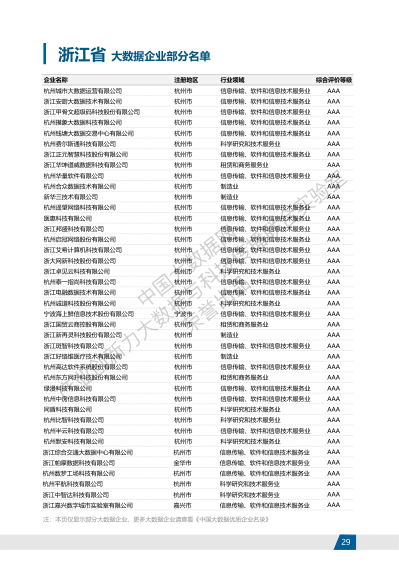 浙江省 大数据企业部分名单
企业名称 注册地区 行业领域 综合评价等级
杭州城市大数据运营有限公司 杭州市 信息传输、软件和信息技术服务业 AAA
浙江安碧大数据技术有限公司 杭州市 信息传输、软件和信息技术服务业 AAA
浙江甲骨文超级码科技股份有限公司 杭州市 信息传输、软件和信息技术服务业 AAA
杭州摸象大数据科技有限公司 杭州市 信息传输、软件和信息技术服务业 AAA
杭州钱塘大数据交易中心有限公司 杭州市 信息传输、软件和信息技术服务业 AAA
杭州费尔斯通科技有限公司 杭州市 科学研究和技术服务业 AAA
浙江正元智慧科技股份有限公司 杭州市 信息传输、软件和信息技术服务业 AAA
浙江华坤道威数据科技有限公司 杭州市 租赁和商务服务业 AAA
杭州华量软件有限公司 杭州市 信息传输、软件和信息技术服务业 AAA
杭州合众数据技术有限公司 杭州市 制造业 AAA
新华三技术有限公司 杭州市 制造业 AAA
杭州遥望网络科技有限公司 杭州市 信息传输、软件和信息技术服务业 AAA
医惠科技有限公司 杭州市 信息传输、软件和信息技术服务业 AAA
浙江邦盛科技有限公司 杭州市 信息传输、软件和信息技术服务业 AAA
杭州启冠网络股份有限公司 杭州市 信息传输、软件和信息技术服务业 AAA
浙江艾希计算机科技有限公司 杭州市 信息传输、软件和信息技术服务业 AAA
浙大网新科技股份有限公司 杭州市 信息传输、软件和信息技术服务业 AAA
浙江卓见云科技有限公司 杭州市 科学研究和技术服务业 AAA
杭州泰一指尚科技有限公司 杭州市 信息传输、软件和信息技术服务业 AAA
浙江电融数据技术有限公司 杭州市 信息传输、软件和信息技术服务业 AAA
杭州诚道科技股份有限公司 杭州市 科学研究和技术服务业 AAA
宁波海上鲜信息技术股份有限公司 宁波市 信息传输、软件和信息技术服务业 AAA
浙江国贸云商控股有限公司 杭州市 租赁和商务服务业 AAA
浙江新再灵科技股份有限公司 杭州市 制造业 AAA
浙江斑智科技有限公司 杭州市 信息传输、软件和信息技术服务业 AAA
浙江好络维医疗技术有限公司 杭州市 制造业 AAA
杭州高达软件系统股份有限公司 杭州市 信息传输、软件和信息技术服务业 AAA
杭州东方网升科技股份有限公司 杭州市 租赁和商务服务业 AAA
绿漫科技有限公司 杭州市 信息传输、软件和信息技术服务业 AAA
杭州中房信息科技有限公司 杭州市 信息传输、软件和信息技术服务业 AAA
同盾科技有限公司 杭州市 科学研究和技术服务业 AAA
杭州比智科技有限公司 杭州市 科学研究和技术服务业 AAA
杭州半云科技有限公司 杭州市 信息传输、软件和信息技术服务业 AAA
杭州默安科技有限公司 杭州市 科学研究和技术服务业 AAA
浙江综合交通大数据中心有限公司 杭州市 信息传输、软件和信息技术服务业 AAA
浙江帕摩数据科技有限公司 金华市 信息传输、软件和信息技术服务业 AAA
杭州数梦工场科技有限公司 杭州市 信息传输、软件和信息技术服务业 AAA
杭州平航科技有限公司 杭州市 科学研究和技术服务业 AAA
浙江中智达科技有限公司 杭州市 科学研究和技术服务业 AAA
浙江嘉兴数字城市实验室有限公司 嘉兴市 信息传输、软件和信息技术服务业 AAA
注：本页仅显示部分大数据企业，更多大数据企业请查看《中国大数据优质企业名录》
29